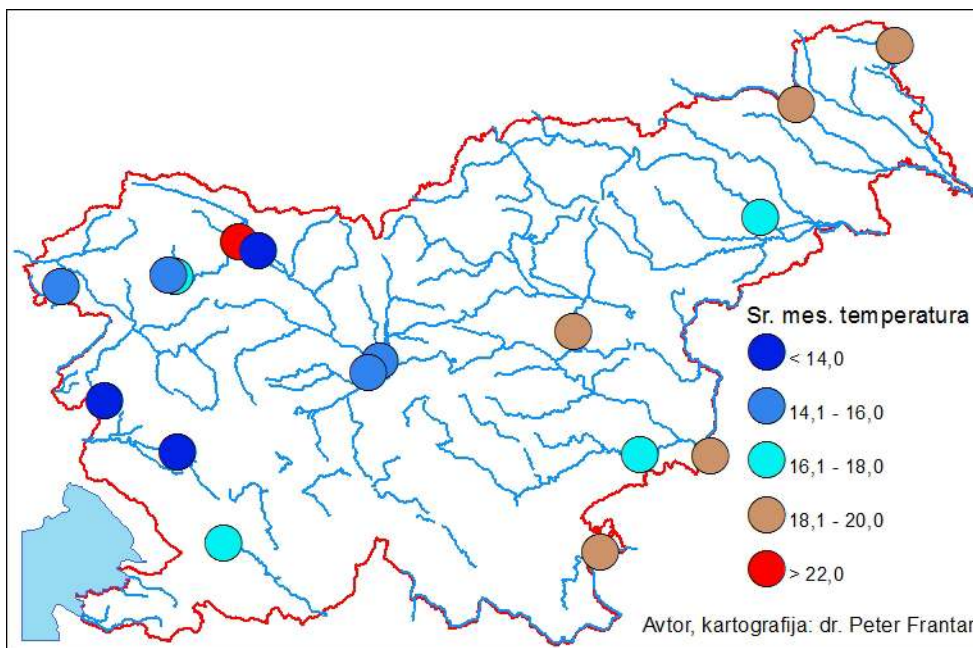 Sr. mes. temperatura
< 14,0
14,1 - 16,0
16,1 - 18,0
18,1 - 20,0
> 22,0
Avtor, kartografija: dr. Peter Frantar